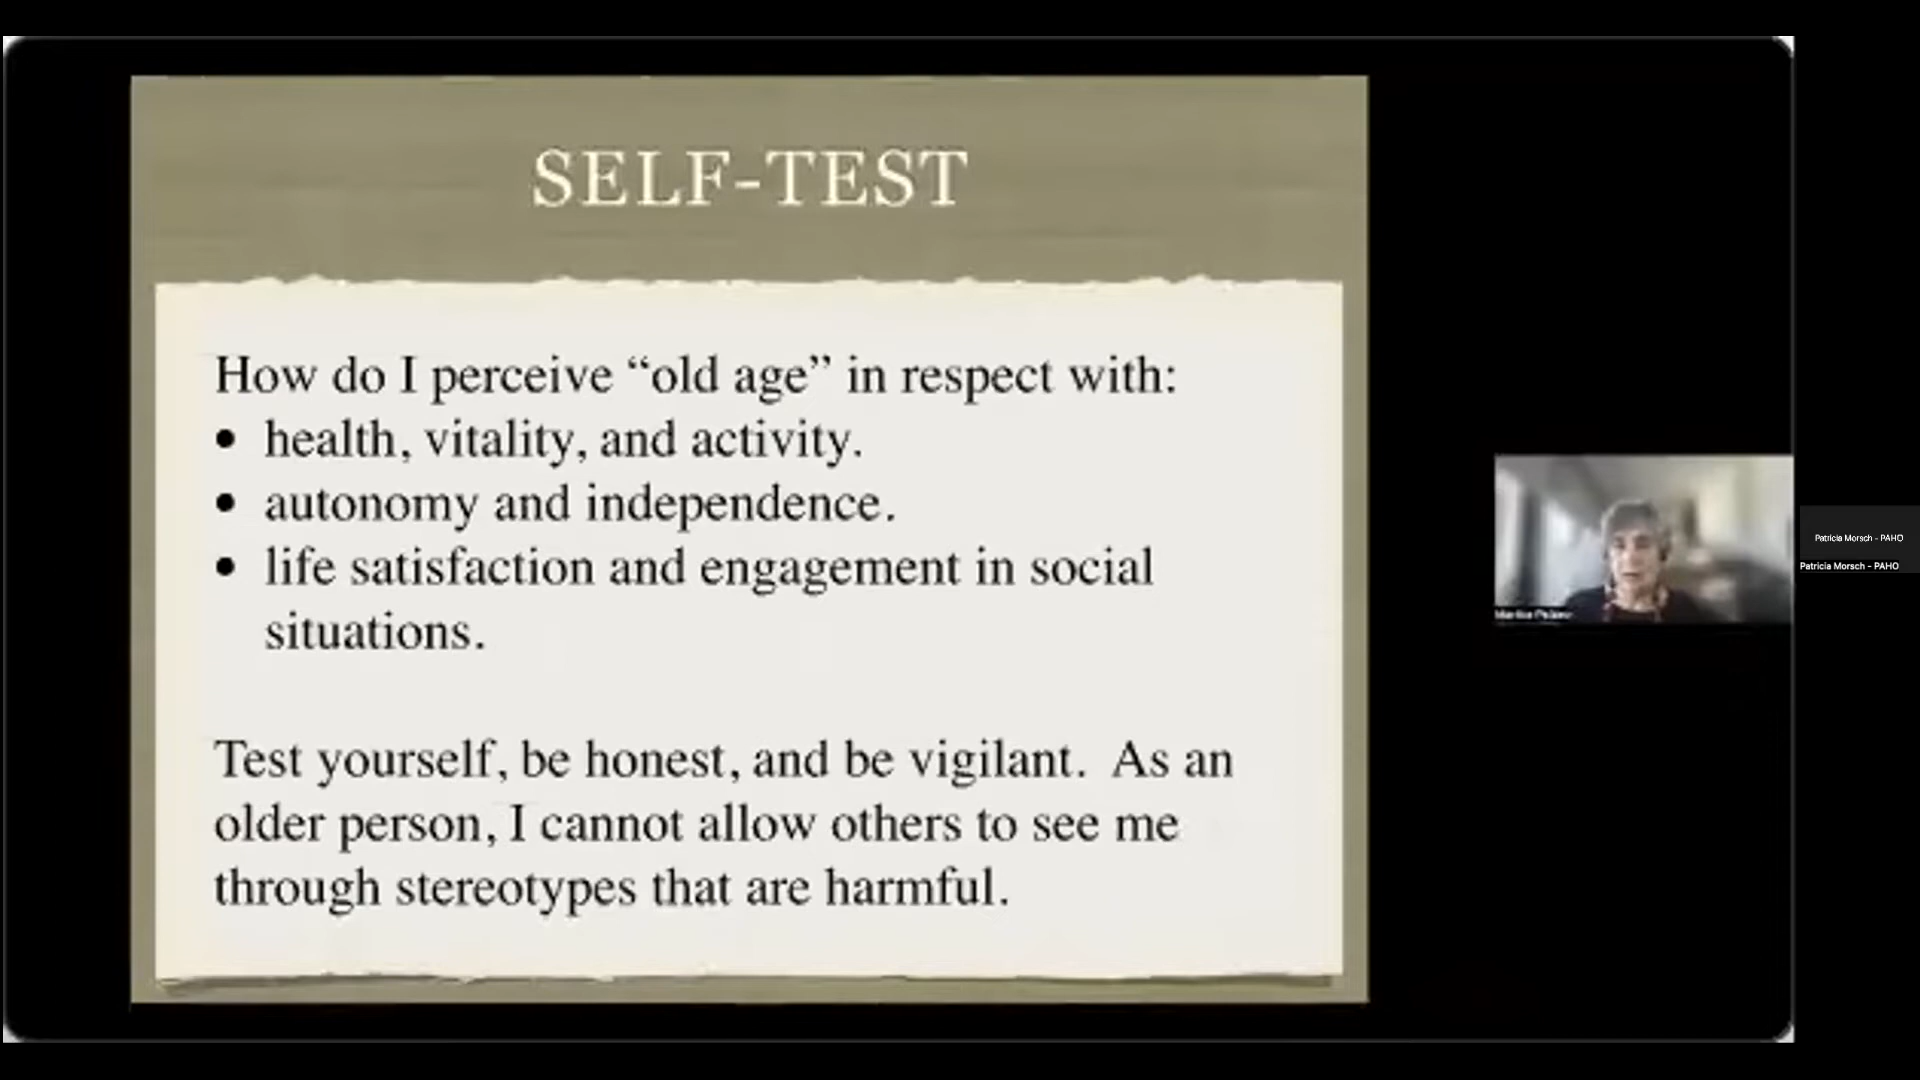 SELF-TEST
How do I perceive “old age” in respect with:
• health, vitality, and activity.
• autonomy and independence.
• life satisfaction and engagement in social
situations.
Test yourself, be honest, and be vigilant. As an
older person, I cannot allow others to see me
through stereotypes that are harmful.
Patricia Morsch - PAHO
Patricia Morsch - PAHO